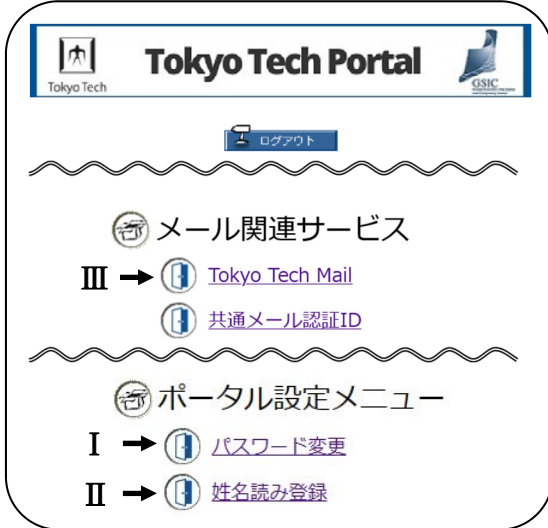 Tokyo Tech
Tokyo Tech Portal
GSIC
ログアウト
メール関連サービス
Ⅲ → Tokyo Tech Mail
共通メール認証ID
ポータル設定メニュー
Ⅰ → パスワード変更
Ⅱ → 姓名読み登録